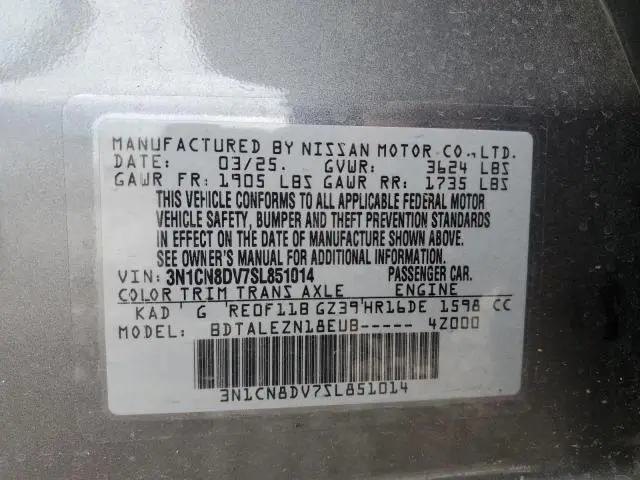 MANUFACTURED BY NISSAN MOTOR CO.,LTD.
DATE: 03/25. GVWR: 3624 LBS
GAWR FR: 1905 LBS GAWR RR: 1735 LBS
THIS VEHICLE CONFORMS TO ALL APPLICABLE FEDERAL MOTOR
VEHICLE SAFETY, BUMPER AND THEFT PREVENTION STANDARDS
IN EFFECT ON THE DATE OF MANUFACTURE SHOWN ABOVE.
SEE OWNER'S MANUAL FOR ADDITIONAL INFORMATION.
VIN: 3N1CN8DV7SL851014 PASSENGER CAR.
COLOR TRIM TRANS AXLE ENGINE
KAD G RE0F11B GZ39 HR16DE 1598 CC
MODEL: BDTALEZN18EUB----- 4Z000
3N1CN8DV7SL851014